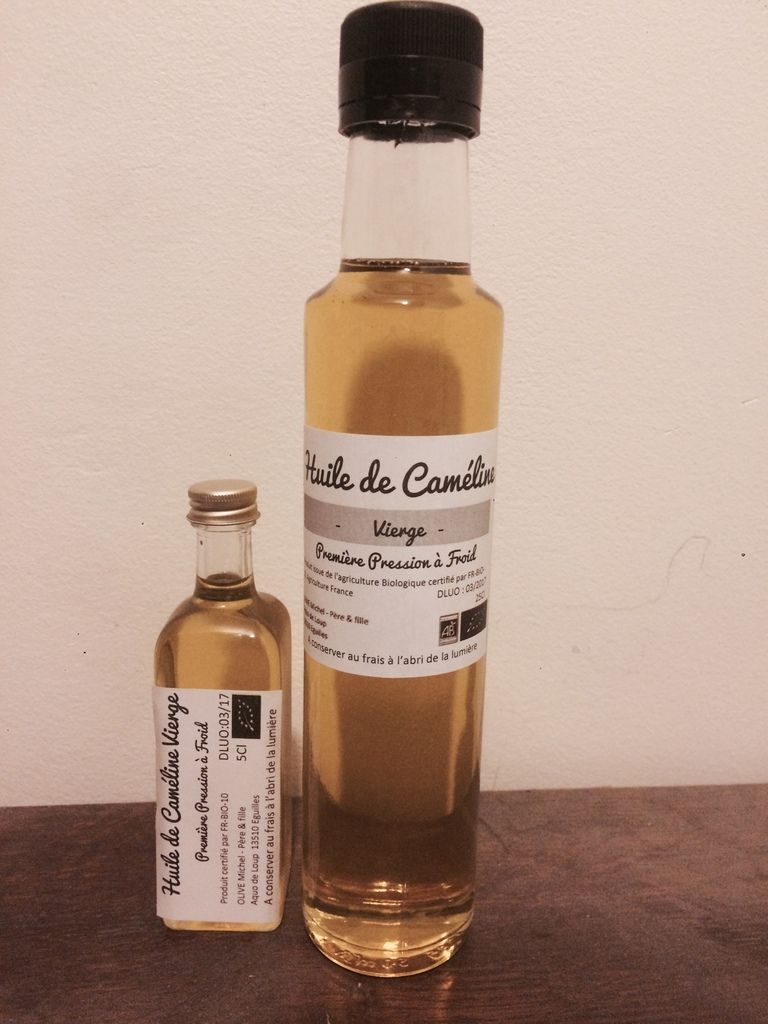 Huile de Caméline Vierge
Première Pression à Froid
Produit certifié par FR-BIO-10
DLUO:03/17
5Cl
OLIVE Michel - Père & fille
Aquo de Loup 13510 Eguilles
A conserver au frais à l'abri de la lumière
Huile de Caméline
- Vierge -
Première Pression à Froid
de l'agriculture Biologique certifié par FR-BIO-
Agriculture France
DLUO : 03/2017
25Cl
Michel - Père & fille
de Loup
Eguilles
AB
A conserver au frais à l'abri de la lumière